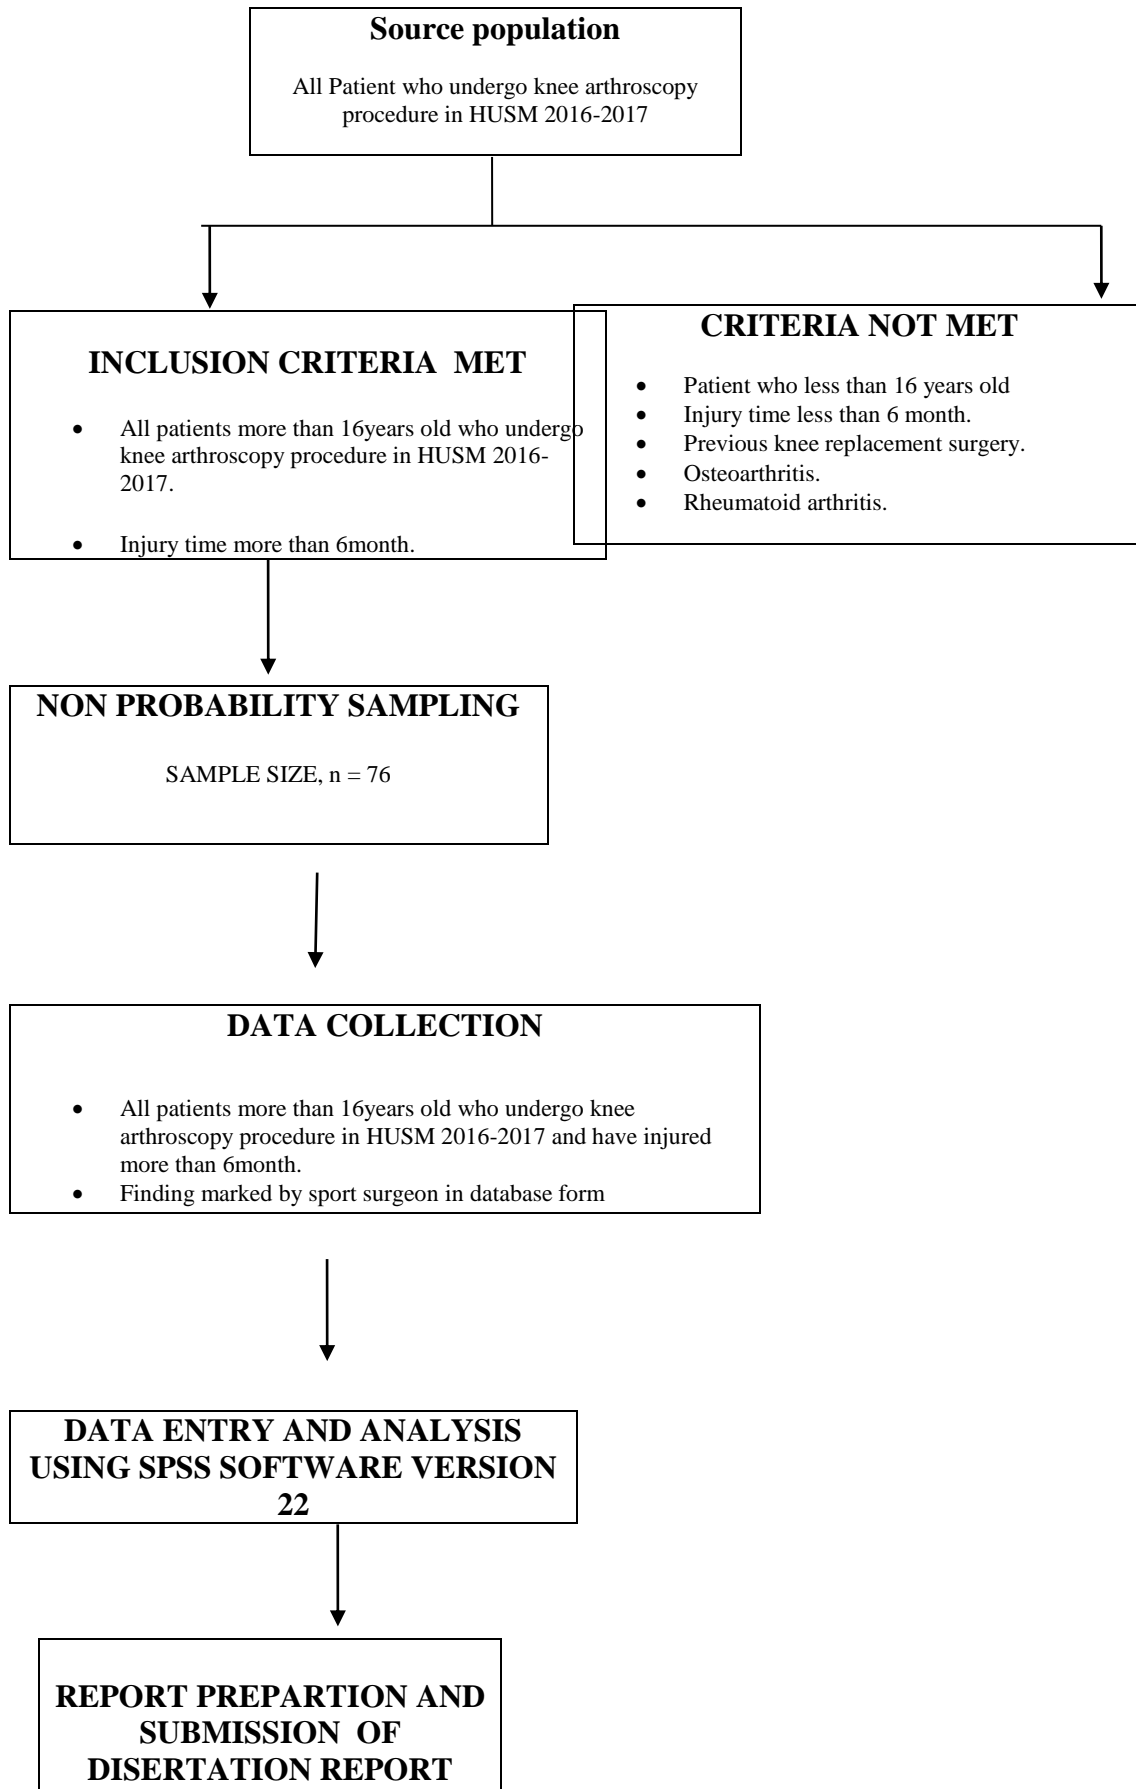 Source population
All Patient who undergo knee arthroscopy
procedure in HUSM 2016-2017
INCLUSION CRITERIA  MET
• All patients more than 16years old who undergo
knee arthroscopy procedure in HUSM 2016-
2017.
• Injury time more than 6month.
CRITERIA NOT MET
• Patient who less than 16 years old
• Injury time less than 6 month.
• Previous knee replacement surgery.
• Osteoarthritis.
• Rheumatoid arthritis.
NON PROBABILITY SAMPLING
SAMPLE SIZE, n = 76
DATA COLLECTION
• All patients more than 16years old who undergo knee
arthroscopy procedure in HUSM 2016-2017 and have injured
more than 6month.
• Finding marked by sport surgeon in database form
DATA ENTRY AND ANALYSIS
USING SPSS SOFTWARE VERSION
22
REPORT PREPARTION AND
SUBMISSION  OF
DISERTATION REPORT